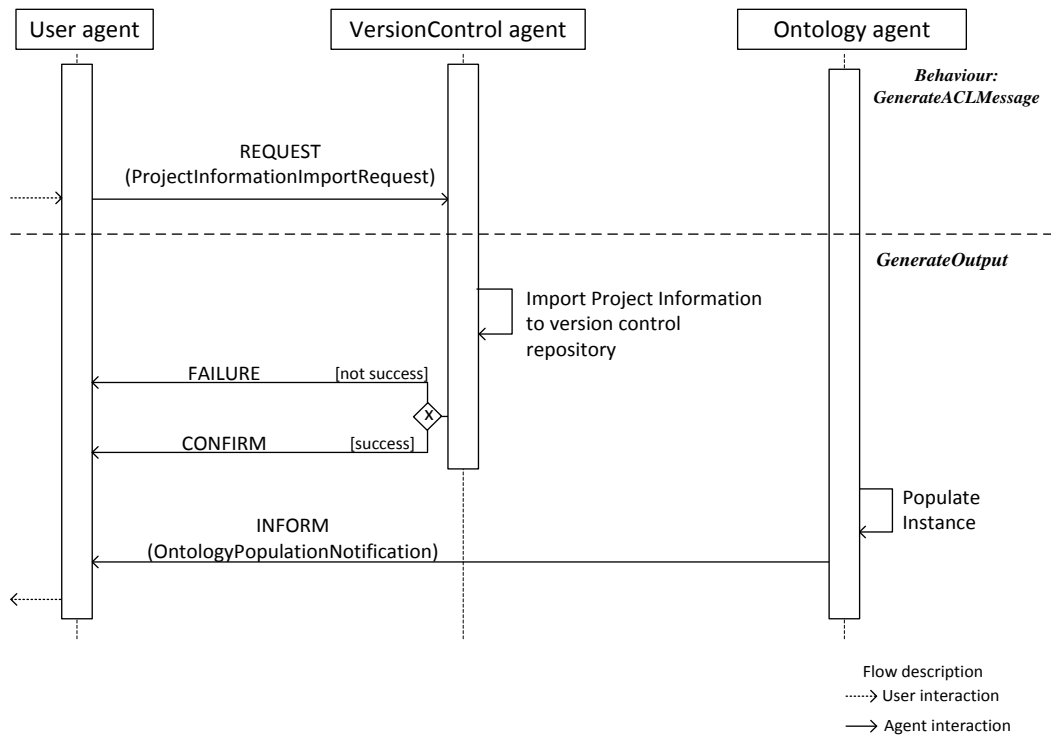 User agent
VersionControl agent
Ontology agent
Behaviour:
GenerateACLMessage
REQUEST
(ProjectInformationImportRequest)
GenerateOutput
Import Project Information
to version control
repository
FAILURE
[not success]
X
CONFIRM
[success]
Populate
Instance
INFORM
(OntologyPopulationNotification)
Flow description
User interaction
Agent interaction